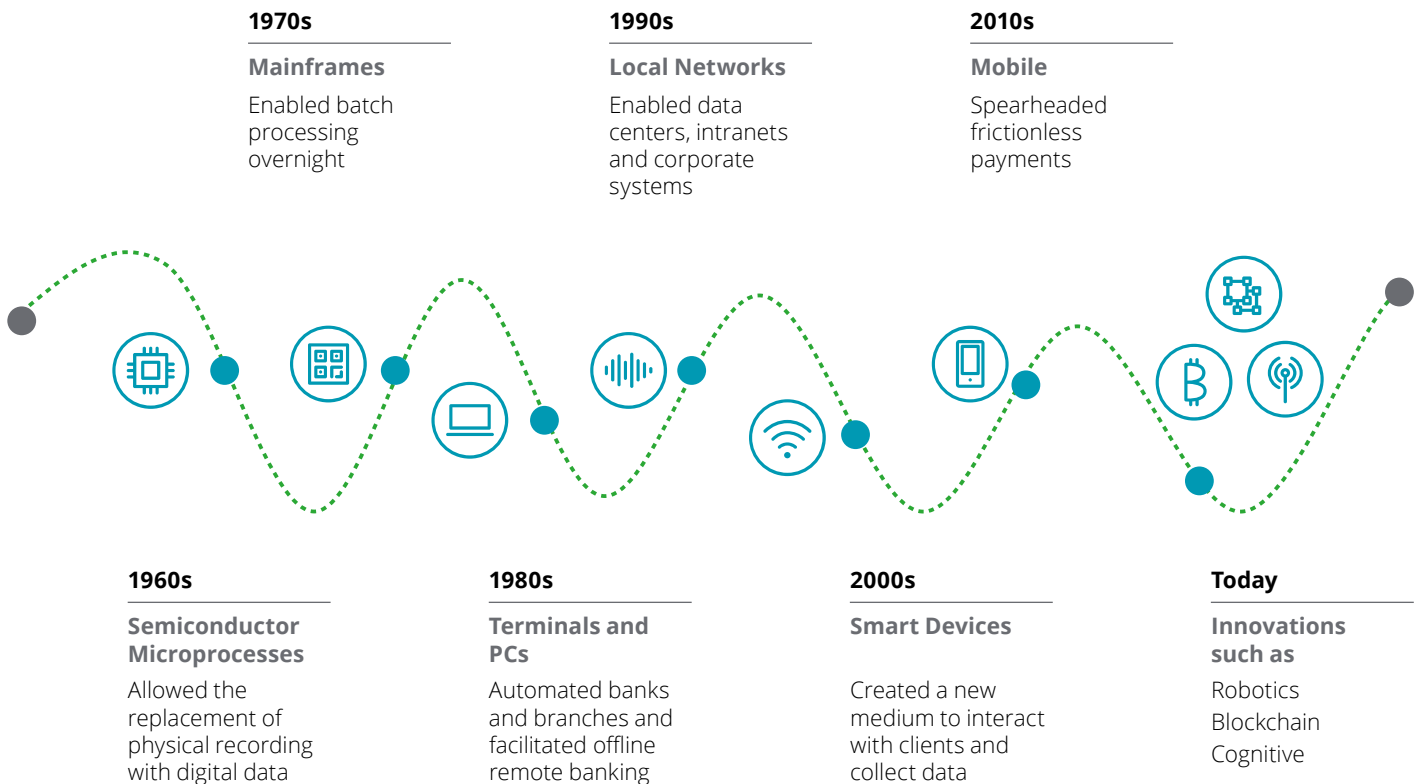 1970s
Mainframes
Enabled batch
processing
overnight
1990s
Local Networks
Enabled data
centers, intranets
and corporate
systems
2010s
Mobile
Spearheaded
frictionless
payments
1960s
Semiconductor
Microprocesses
Allowed the
replacement of
physical recording
with digital data
1980s
Terminals and
PCs
Automated banks
and branches and
facilitated offline
remote banking
2000s
Smart Devices
Created a new
medium to interact
with clients and
collect data
Today
Innovations
such as
Robotics
Blockchain
Cognitive